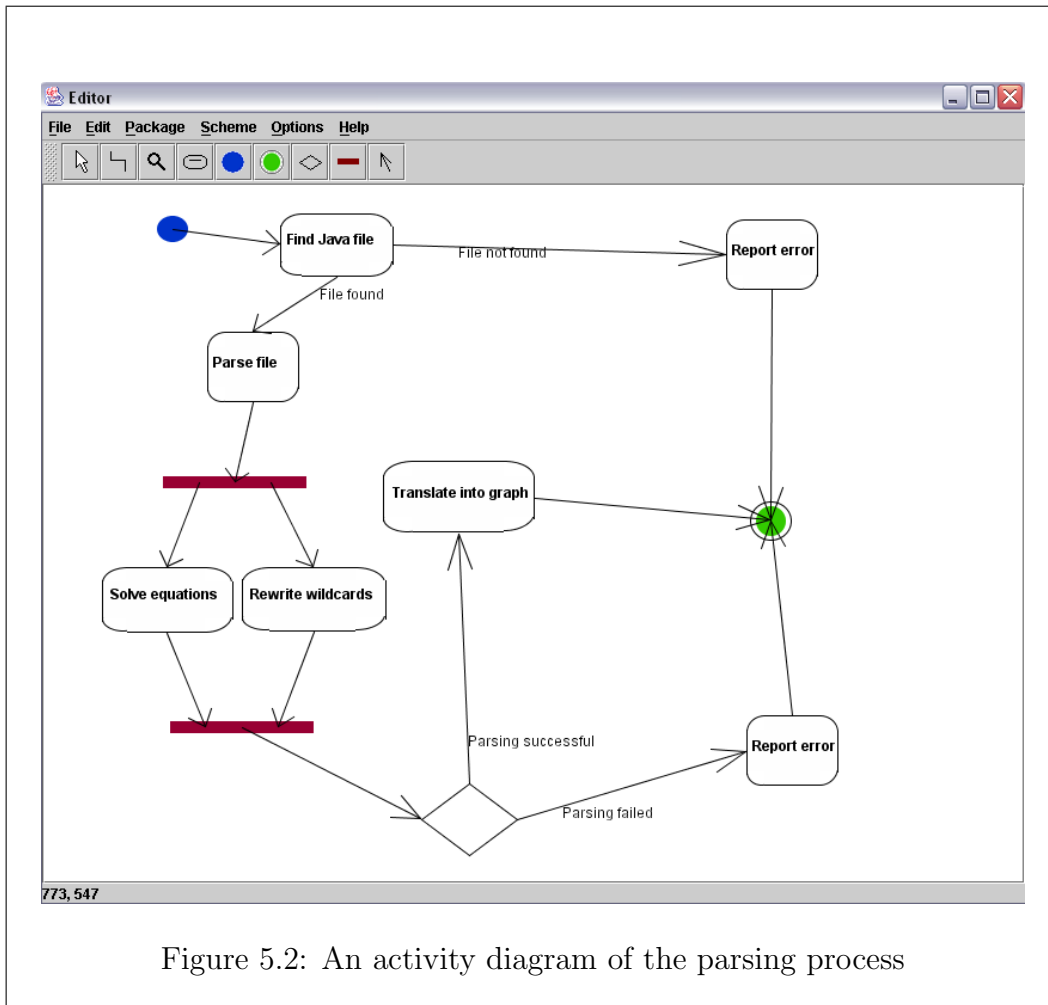 Editor
File Edit Package Scheme Options Help
Find Java file
File not found
Report error
File found
Parse file
Translate into graph
Solve equations
Rewrite wildcards
Parsing successful
Report error
Parsing failed
773, 547
Figure 5.2: An activity diagram of the parsing process